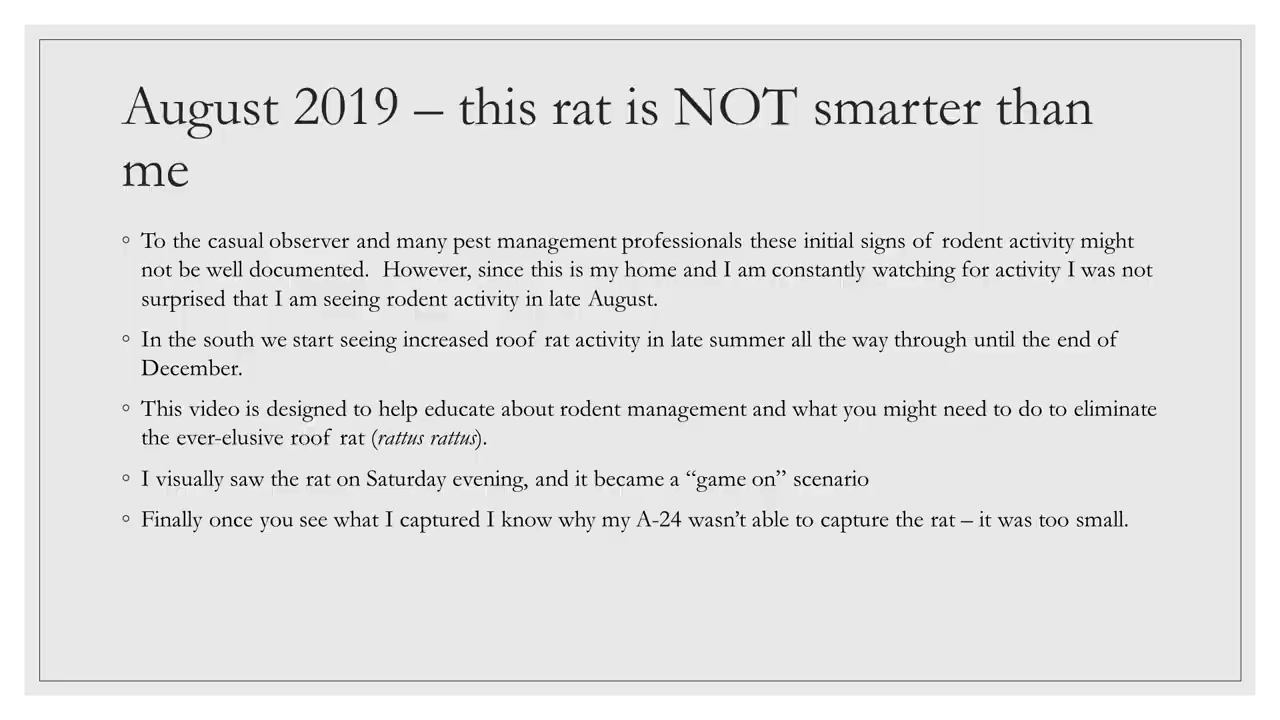 August 2019 – this rat is NOT smarter than
me
◦ To the casual observer and many pest management professionals these initial signs of rodent activity might
not be well documented.  However, since this is my home and I am constantly watching for activity I was not
surprised that I am seeing rodent activity in late August.
◦ In the south we start seeing increased roof rat activity in late summer all the way through until the end of
December.
◦ This video is designed to help educate about rodent management and what you might need to do to eliminate
the ever-elusive roof rat (rattus rattus).
◦ I visually saw the rat on Saturday evening, and it became a “game on” scenario
◦ Finally once you see what I captured I know why my A-24 wasn’t able to capture the rat – it was too small.